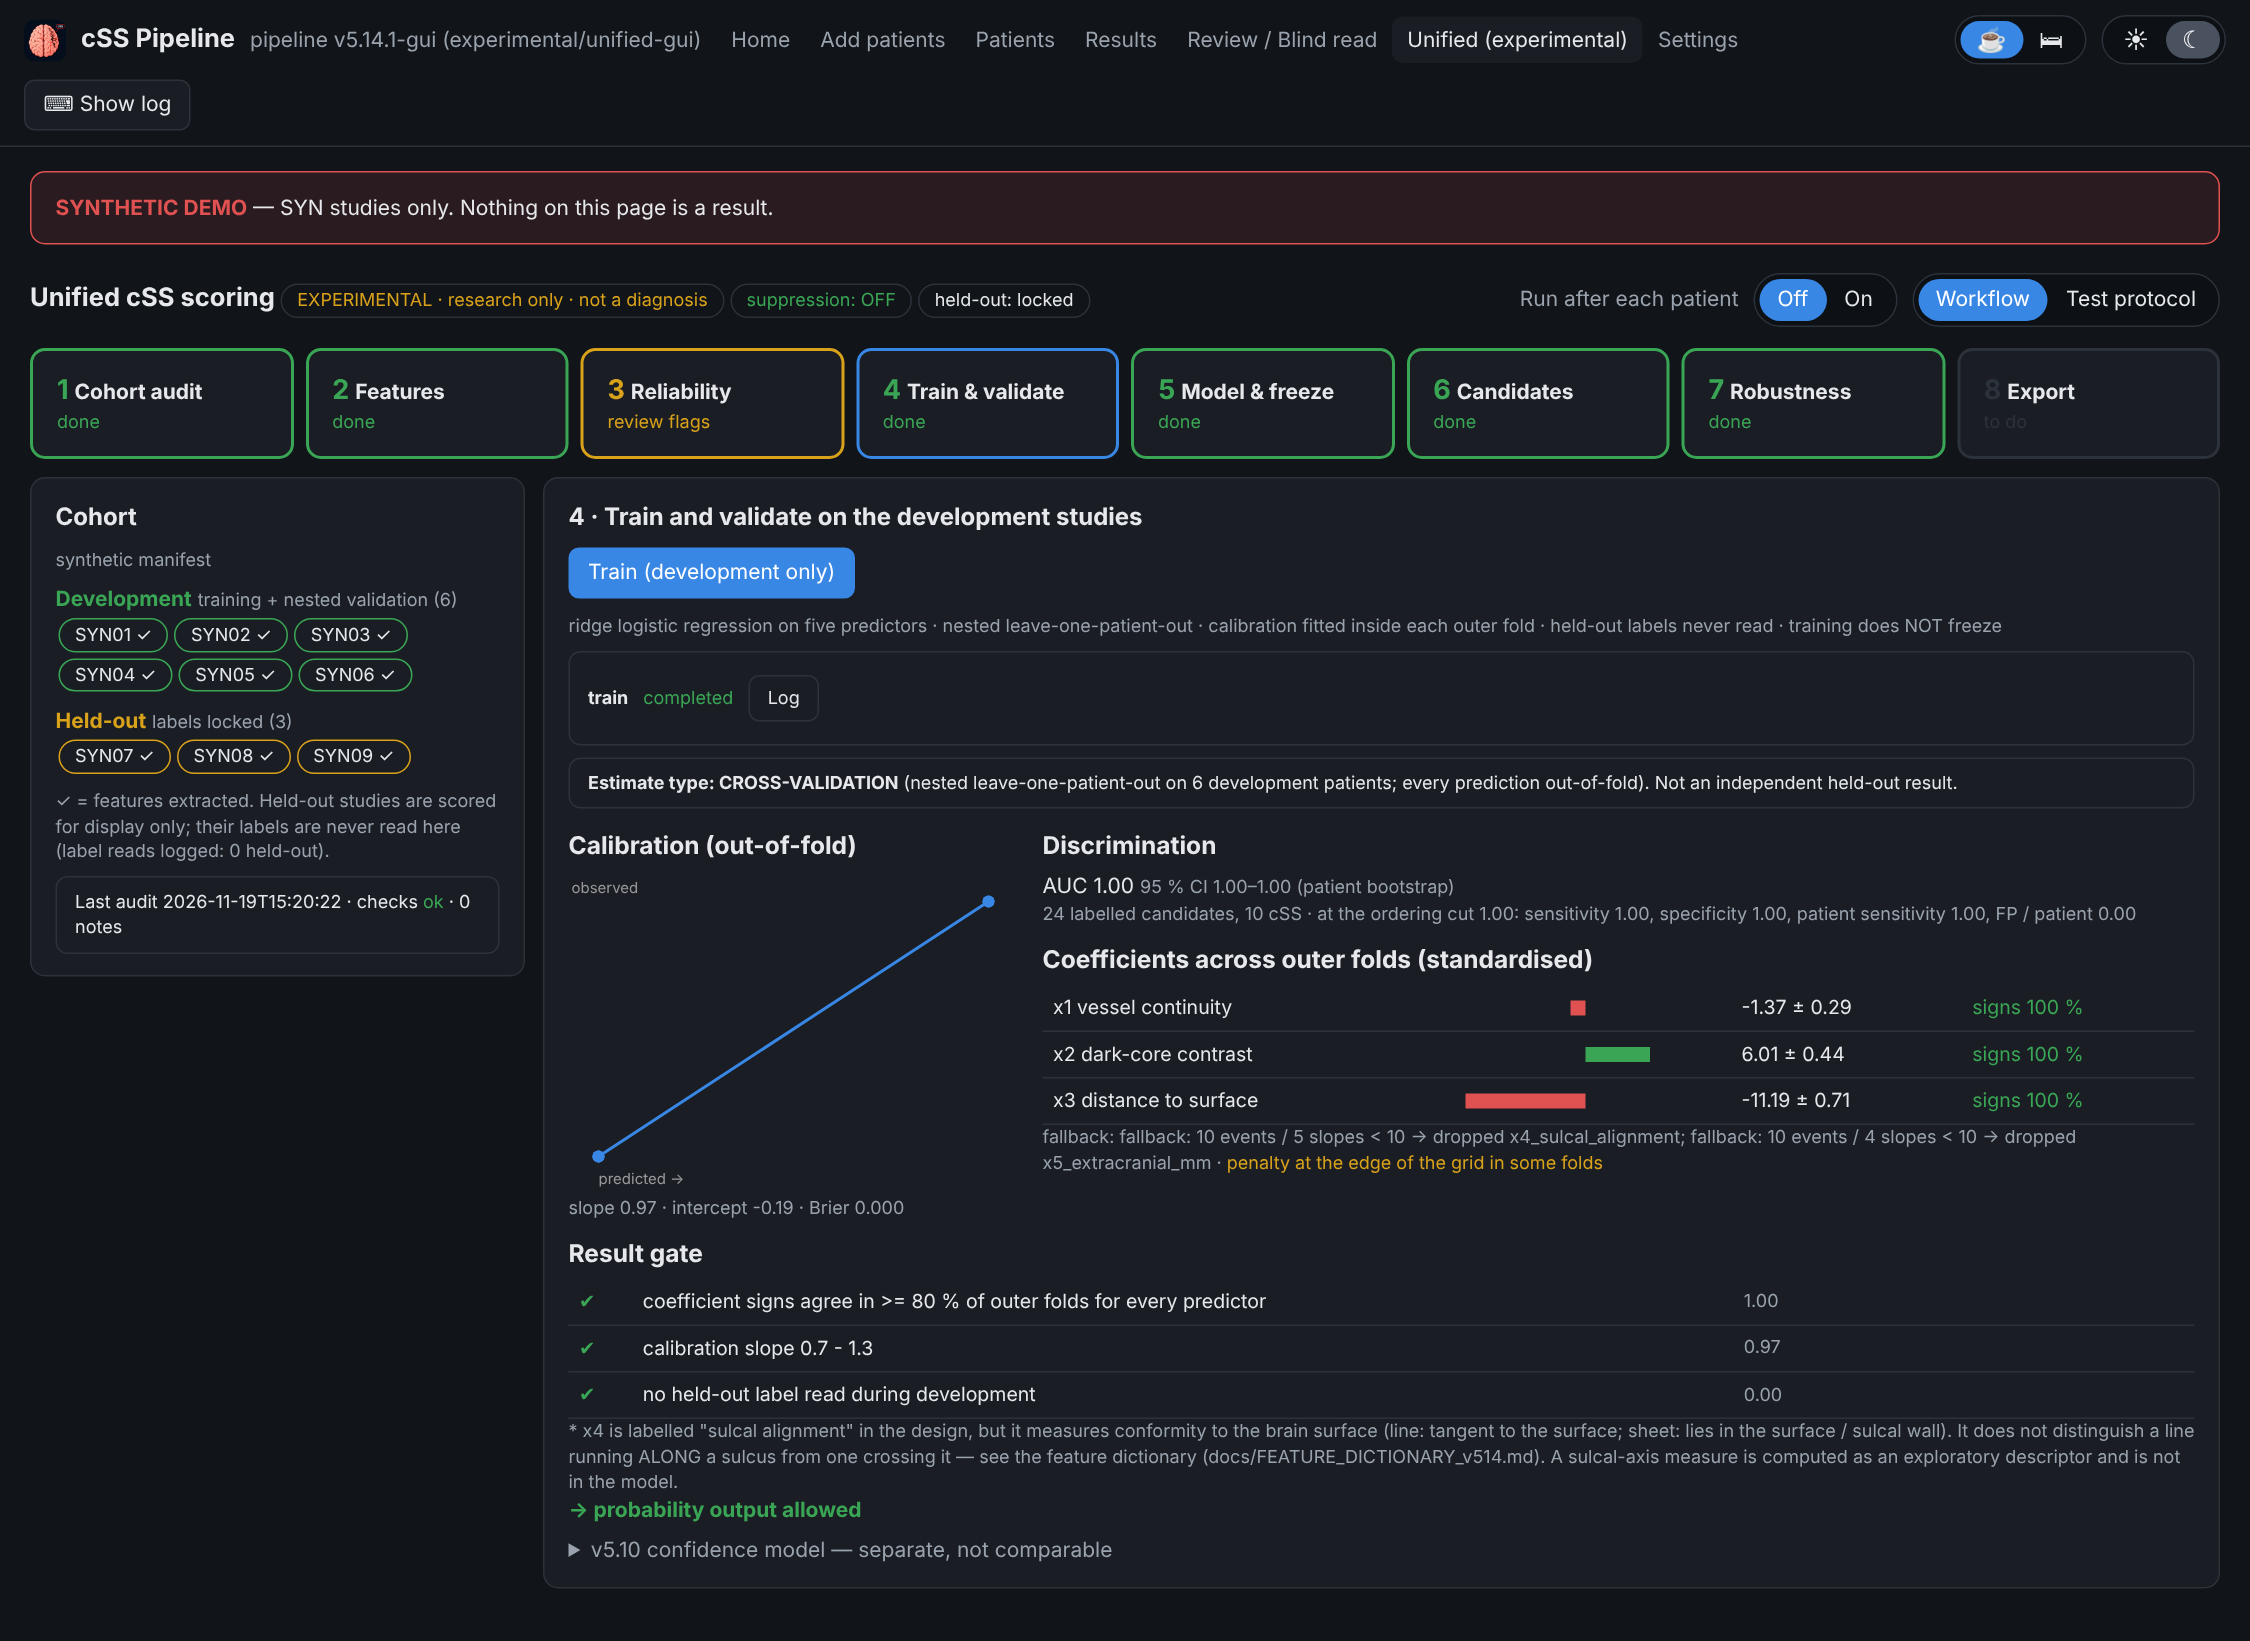 cSS Pipeline pipeline v5.14.1-gui (experimental/unified-gui) Home Add patients Patients Results Review / Blind read Unified (experimental) Settings
Show log
SYNTHETIC DEMO — SYN studies only. Nothing on this page is a result.
Unified cSS scoring EXPERIMENTAL · research only · not a diagnosis suppression: OFF held-out: locked Run after each patient Off On Workflow Test protocol
1 Cohort audit
done
2 Features
done
3 Reliability
review flags
4 Train & validate
done
5 Model & freeze
done
6 Candidates
done
7 Robustness
done
8 Export
to do
Cohort
synthetic manifest
Development training + nested validation (6)
SYN01 ✓ SYN02 ✓ SYN03 ✓
SYN04 ✓ SYN05 ✓ SYN06 ✓
Held-out labels locked (3)
SYN07 ✓ SYN08 ✓ SYN09 ✓
✓ = features extracted. Held-out studies are scored
for display only; their labels are never read here
(label reads logged: 0 held-out).
Last audit 2026-11-19T15:20:22 · checks ok · 0
notes
4 · Train and validate on the development studies
Train (development only)
ridge logistic regression on five predictors · nested leave-one-patient-out · calibration fitted inside each outer fold · held-out labels never read · training does NOT freeze
train completed Log
Estimate type: CROSS-VALIDATION (nested leave-one-patient-out on 6 development patients; every prediction out-of-fold). Not an independent held-out result.
Calibration (out-of-fold)
observed
predicted →
slope 0.97 · intercept -0.19 · Brier 0.000
Discrimination
AUC 1.00 95 % CI 1.00–1.00 (patient bootstrap)
24 labelled candidates, 10 cSS · at the ordering cut 1.00: sensitivity 1.00, specificity 1.00, patient sensitivity 1.00, FP / patient 0.00
Coefficients across outer folds (standardised)
x1 vessel continuity -1.37 ± 0.29 signs 100 %
x2 dark-core contrast 6.01 ± 0.44 signs 100 %
x3 distance to surface -11.19 ± 0.71 signs 100 %
fallback: fallback: 10 events / 5 slopes < 10 → dropped x4_sulcal_alignment; fallback: 10 events / 4 slopes < 10 → dropped
x5_extracranial_mm · penalty at the edge of the grid in some folds
Result gate
✔ coefficient signs agree in >= 80 % of outer folds for every predictor 1.00
✔ calibration slope 0.7 - 1.3 0.97
✔ no held-out label read during development 0.00
* x4 is labelled "sulcal alignment" in the design, but it measures conformity to the brain surface (line: tangent to the surface; sheet: lies in the surface / sulcal wall). It does not distinguish a line
running ALONG a sulcus from one crossing it — see the feature dictionary (docs/FEATURE_DICTIONARY_v514.md). A sulcal-axis measure is computed as an exploratory descriptor and is not
in the model.
→ probability output allowed
▶ v5.10 confidence model — separate, not comparable